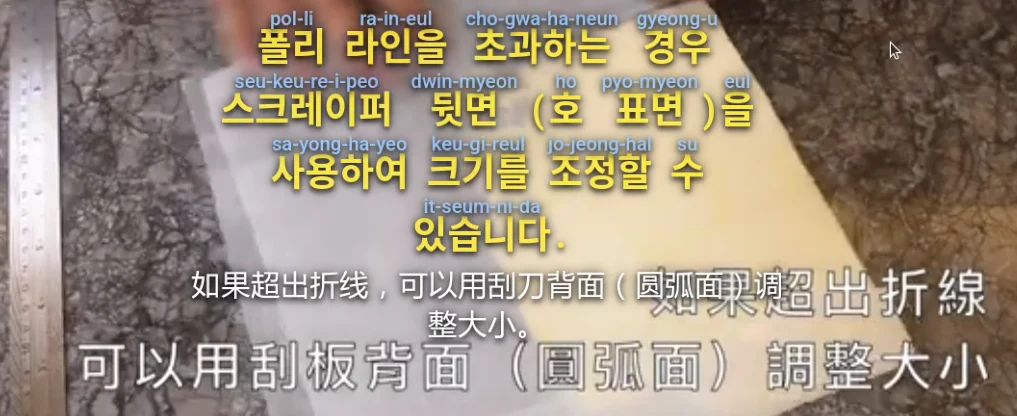 pol-li ra-in-eul cho-gwa-ha-neun gyeong-u
폴리 라인을 초과하는 경우
seu-keu-re-i-peo dwin-myeon ho pyo-myeon eul
스크레이퍼 뒷면 (호 표면 )을
sa-yong-ha-yeo keu-gi-reul jo-jeong-hal su
사용하여 크기를 조정할 수
it-seum-ni-da
있습니다.
如果超出折线，可以用刮刀背面（圆弧面）调
整大小。
如果超出折線
可以用刮板背面（圓弧面）調整大小